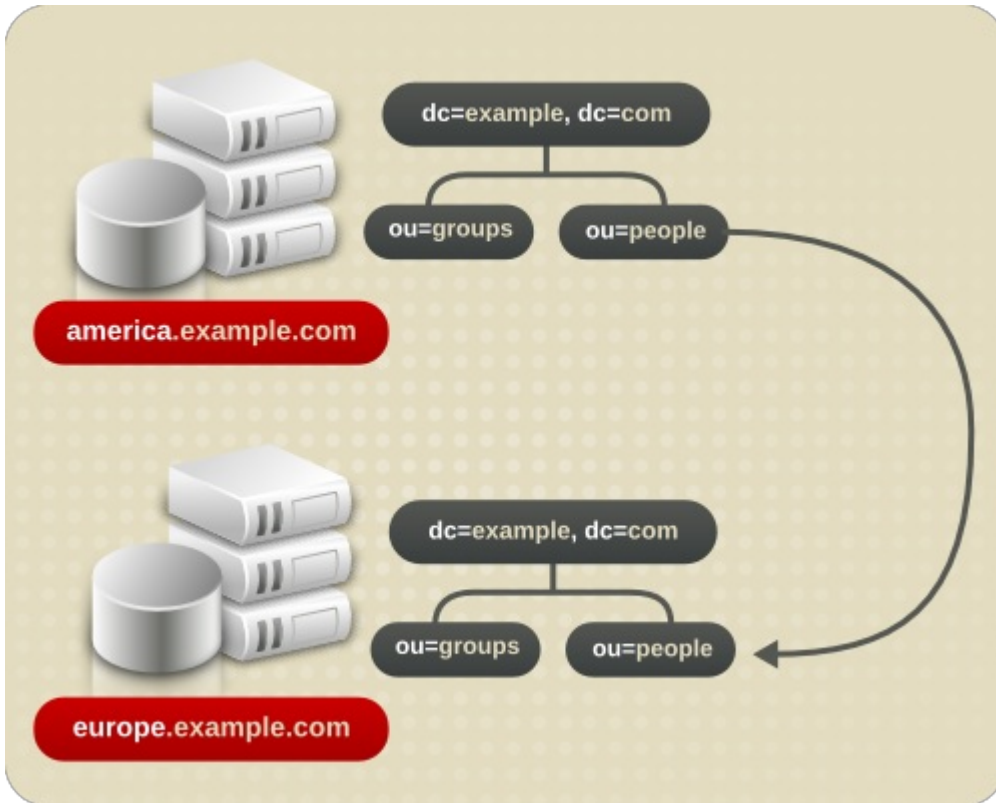 dc=example, dc=com
ou=groups
ou=people
america.example.com
dc=example, dc=com
ou=groups
ou=people
europe.example.com